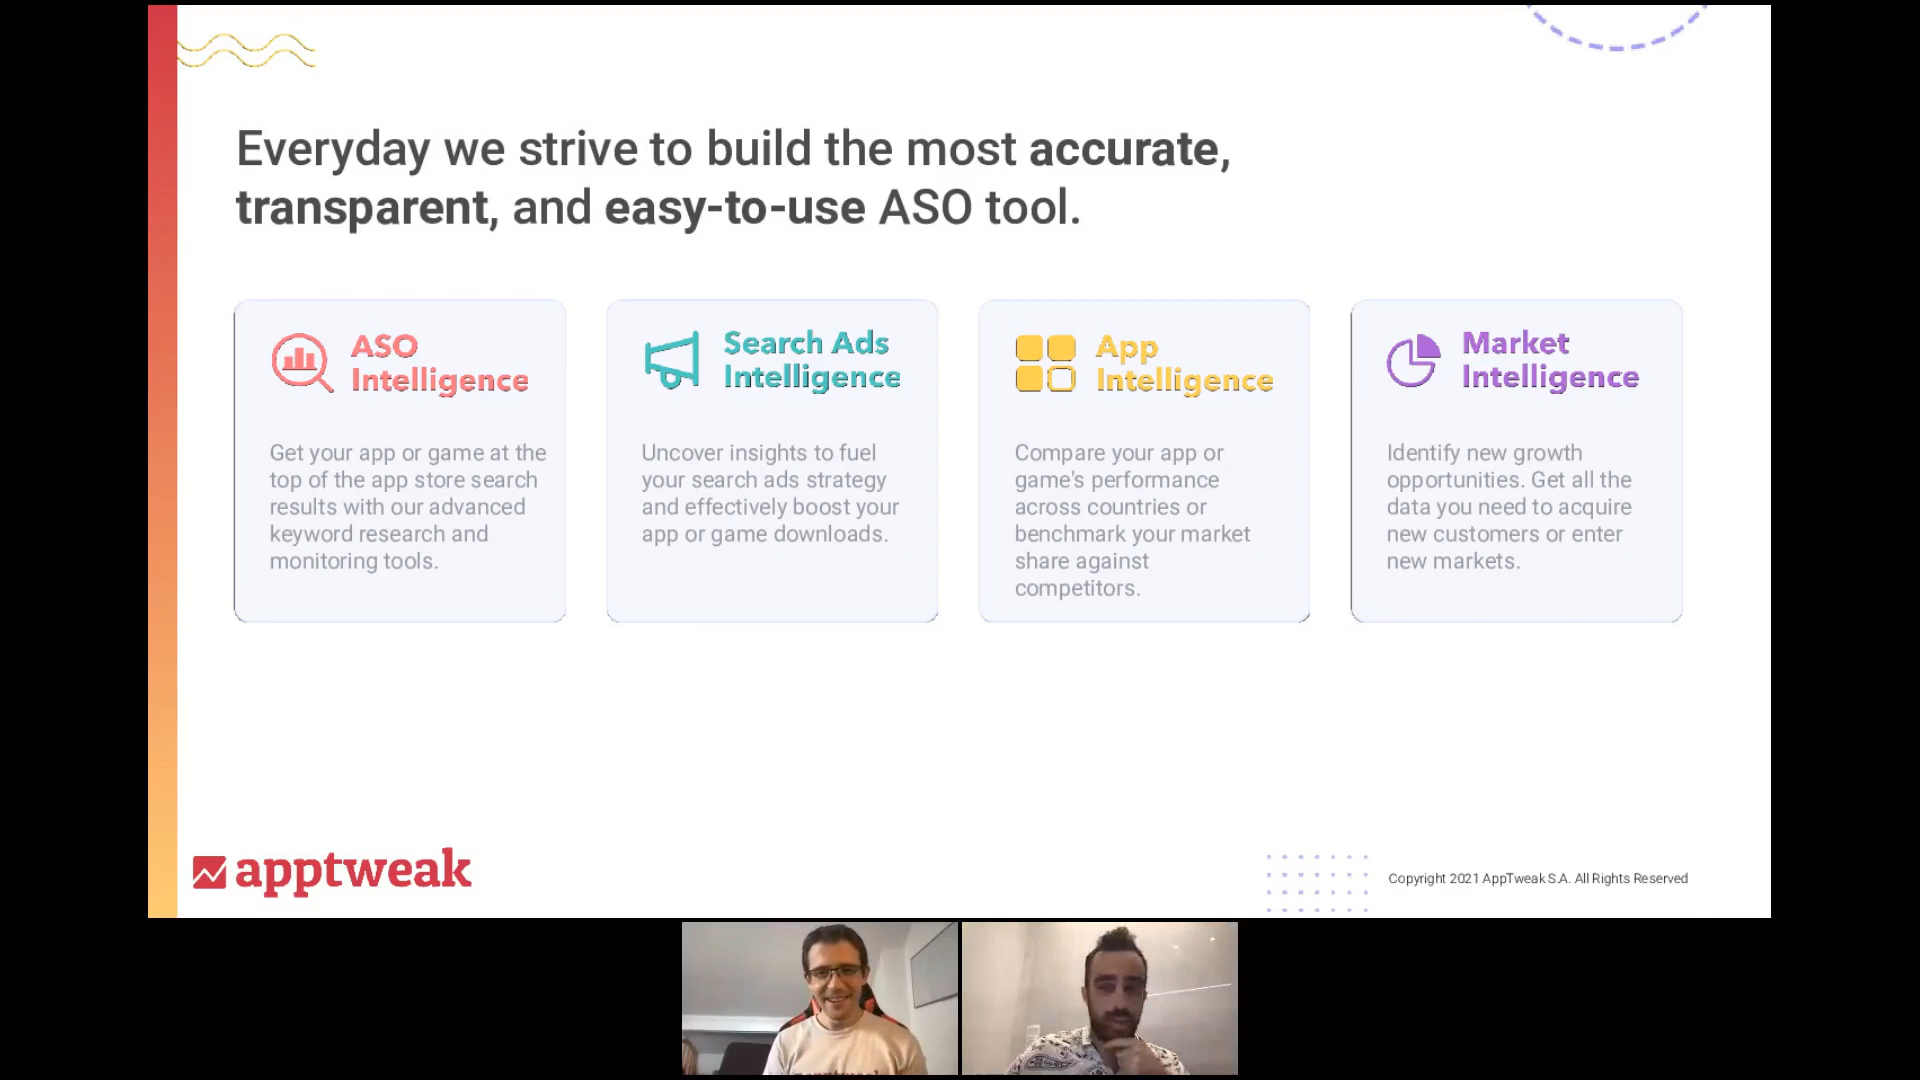 Everyday we strive to build the most accurate,
transparent, and easy-to-use ASO tool.
ASO
Intelligence
Get your app or game at the
top of the app store search
results with our advanced
keyword research and
monitoring tools.
Search Ads
Intelligence
Uncover insights to fuel
your search ads strategy
and effectively boost your
app or game downloads.
App
Intelligence
Compare your app or
game's performance
across countries or
benchmark your market
share against
competitors.
Market
Intelligence
Identify new growth
opportunities. Get all the
data you need to acquire
new customers or enter
new markets.
apptweak
Copyright 2021 AppTweak S.A. All Rights Reserved